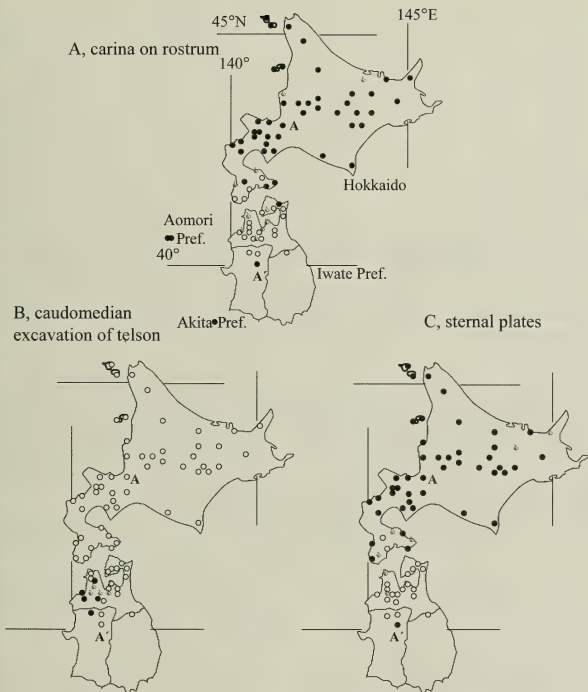 45°N
145°E
A, carina on rostrum
140°
A
Hokkaido
Aomori
Pref.
40°
A´
Iwate Pref.
B, caudomedian
excavation of telson
Akita Pref.
C, sternal plates
A
A
A´
A´